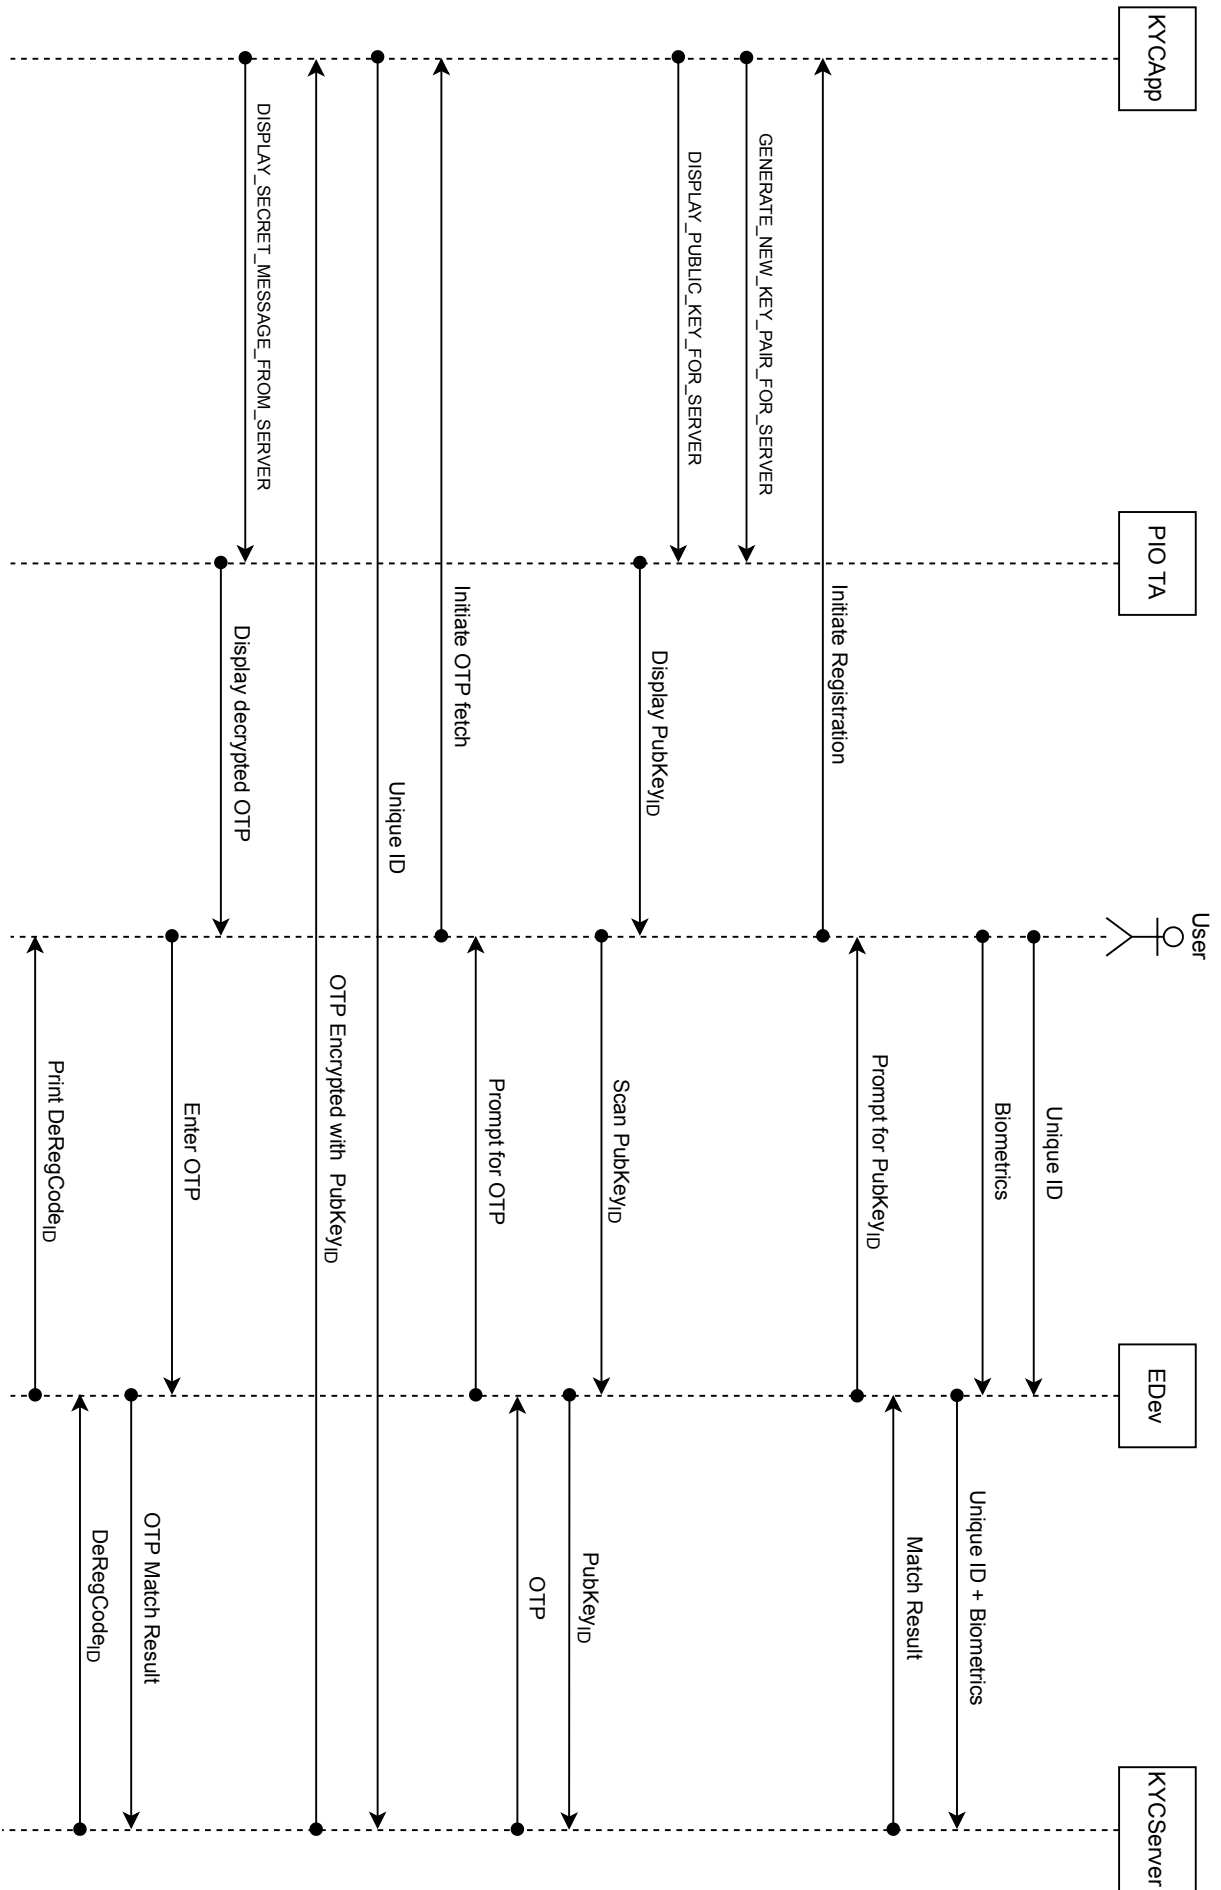 KYCApp
PIO TA
User
EDev
KYCServer
Unique ID
Biometrics
Unique ID + Biometrics
Match Result
Prompt for PubKeyID
Initiate Registration
GENERATE_NEW_KEY_PAIR_FOR_SERVER
DISPLAY_PUBLIC_KEY_FOR_SERVER
Display PubKeyID
Scan PubKeyID
PubKeyID
OTP
Prompt for OTP
Initiate OTP fetch
Unique ID
OTP Encrypted with PubKeyID
DISPLAY_SECRET_MESSAGE_FROM_SERVER
Display decrypted OTP
Enter OTP
OTP Match Result
DeRegCodeID
Print DeRegCodeID